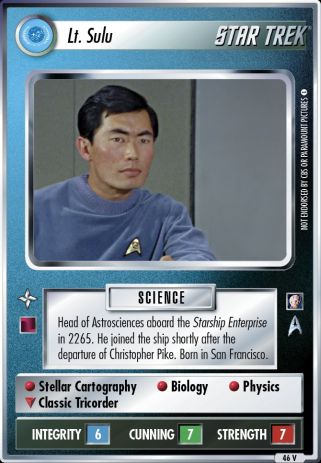 Lt. Sulu
STAR TREK
NOT ENDORSED BY CBS OR PARAMOUNT PICTURES
SCIENCE
Head of Astrosciences aboard the Starship Enterprise
in 2265. He joined the ship shortly after the
departure of Christopher Pike. Born in San Francisco.
Stellar Cartography Biology Physics
Classic Tricorder
INTEGRITY 6 CUNNING 7 STRENGTH 7
46 V